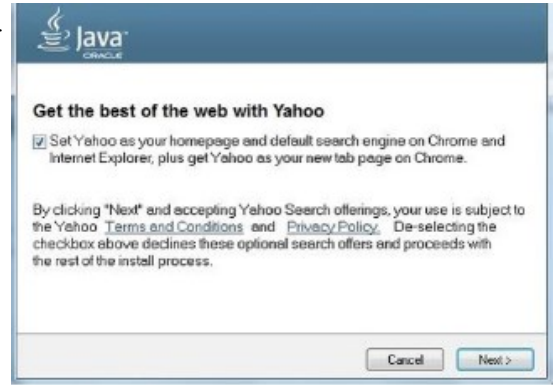 Java
ORACLE
Get the best of the web with Yahoo
Set Yahoo as your homepage and default search engine on Chrome and
Internet Explorer, plus get Yahoo as your new tab page on Chrome.
By clicking "Next" and accepting Yahoo Search offerings, your use is subject to
the Yahoo Terms and Conditions and Privacy Policy. De-selecting the
checkbox above declines these optional search offers and proceeds with
the rest of the install process.
Cancel Next >